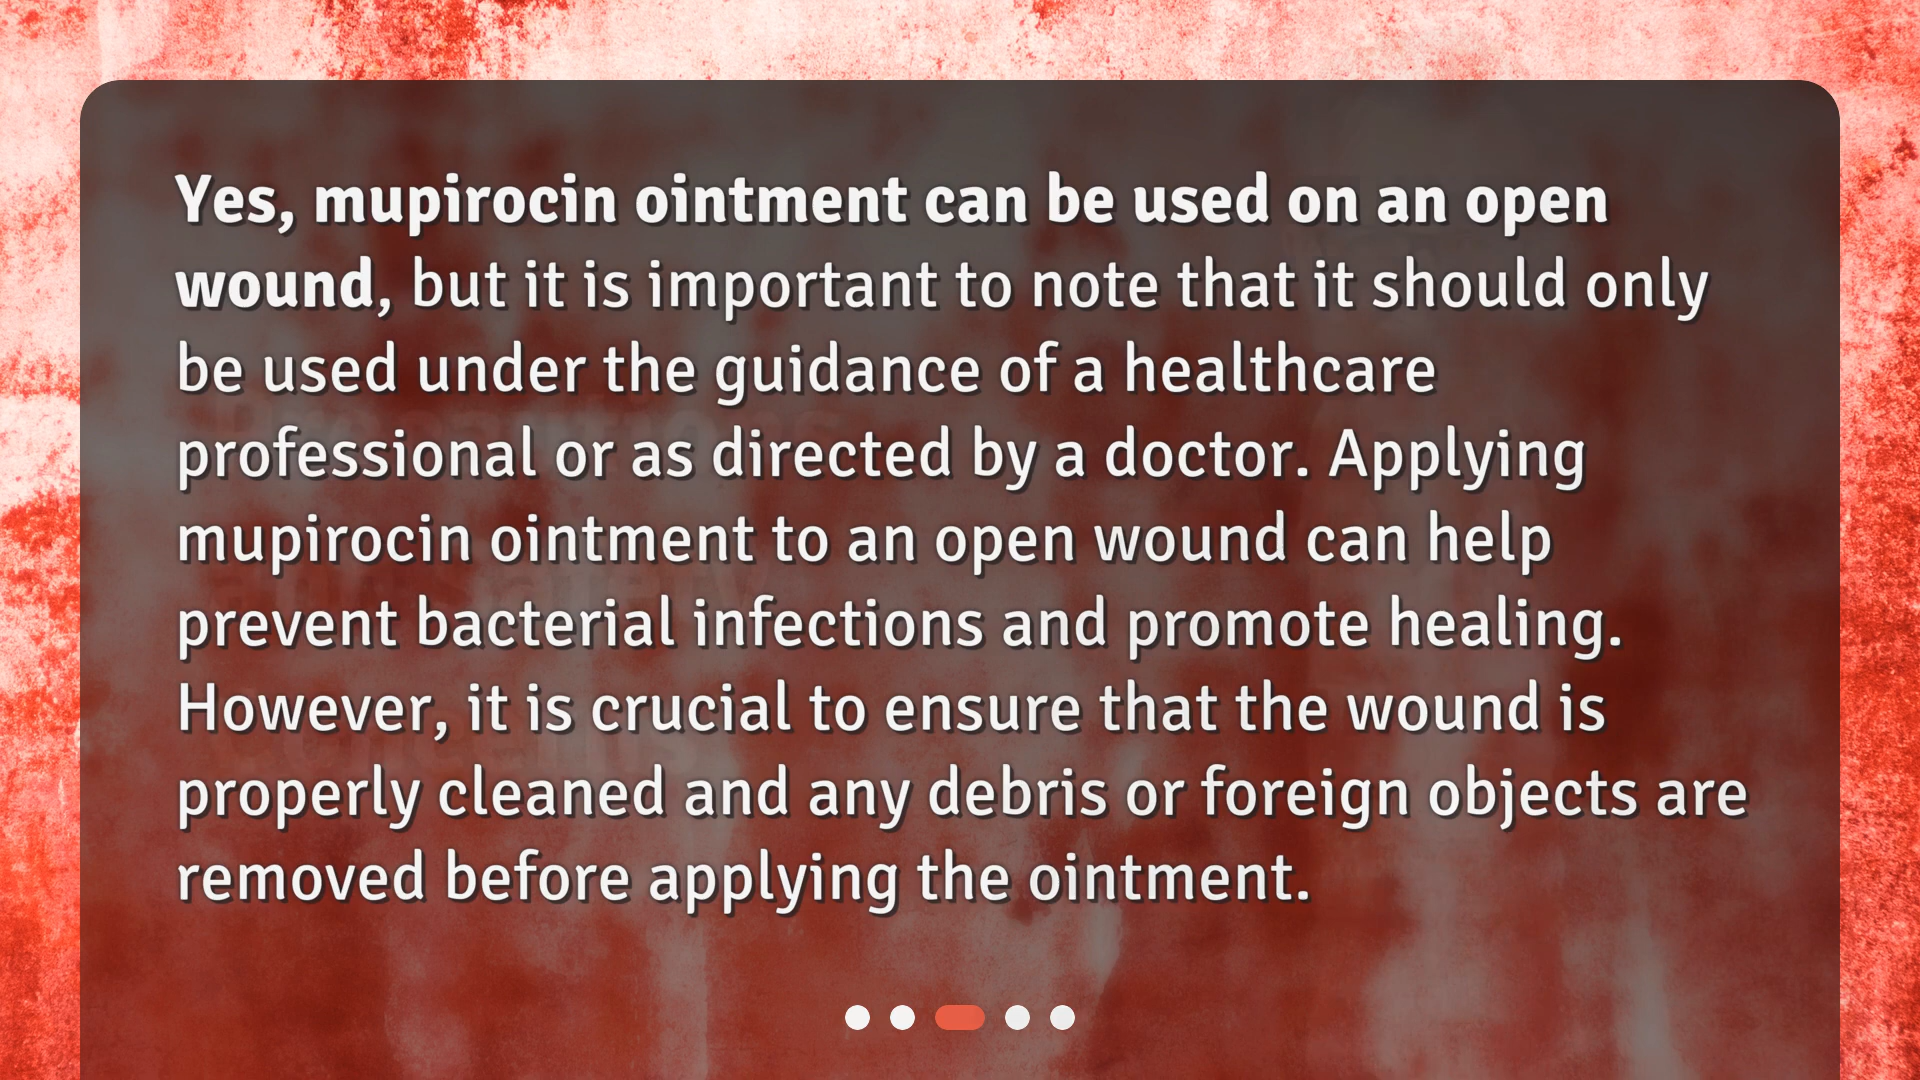 Yes, mupirocin ointment can be used on an open
wound, but it is important to note that it should only
be used under the guidance of a healthcare
professional or as directed by a doctor. Applying
mupirocin ointment to an open wound can help
prevent bacterial infections and promote healing.
However, it is crucial to ensure that the wound is
properly cleaned and any debris or foreign objects are
removed before applying the ointment.